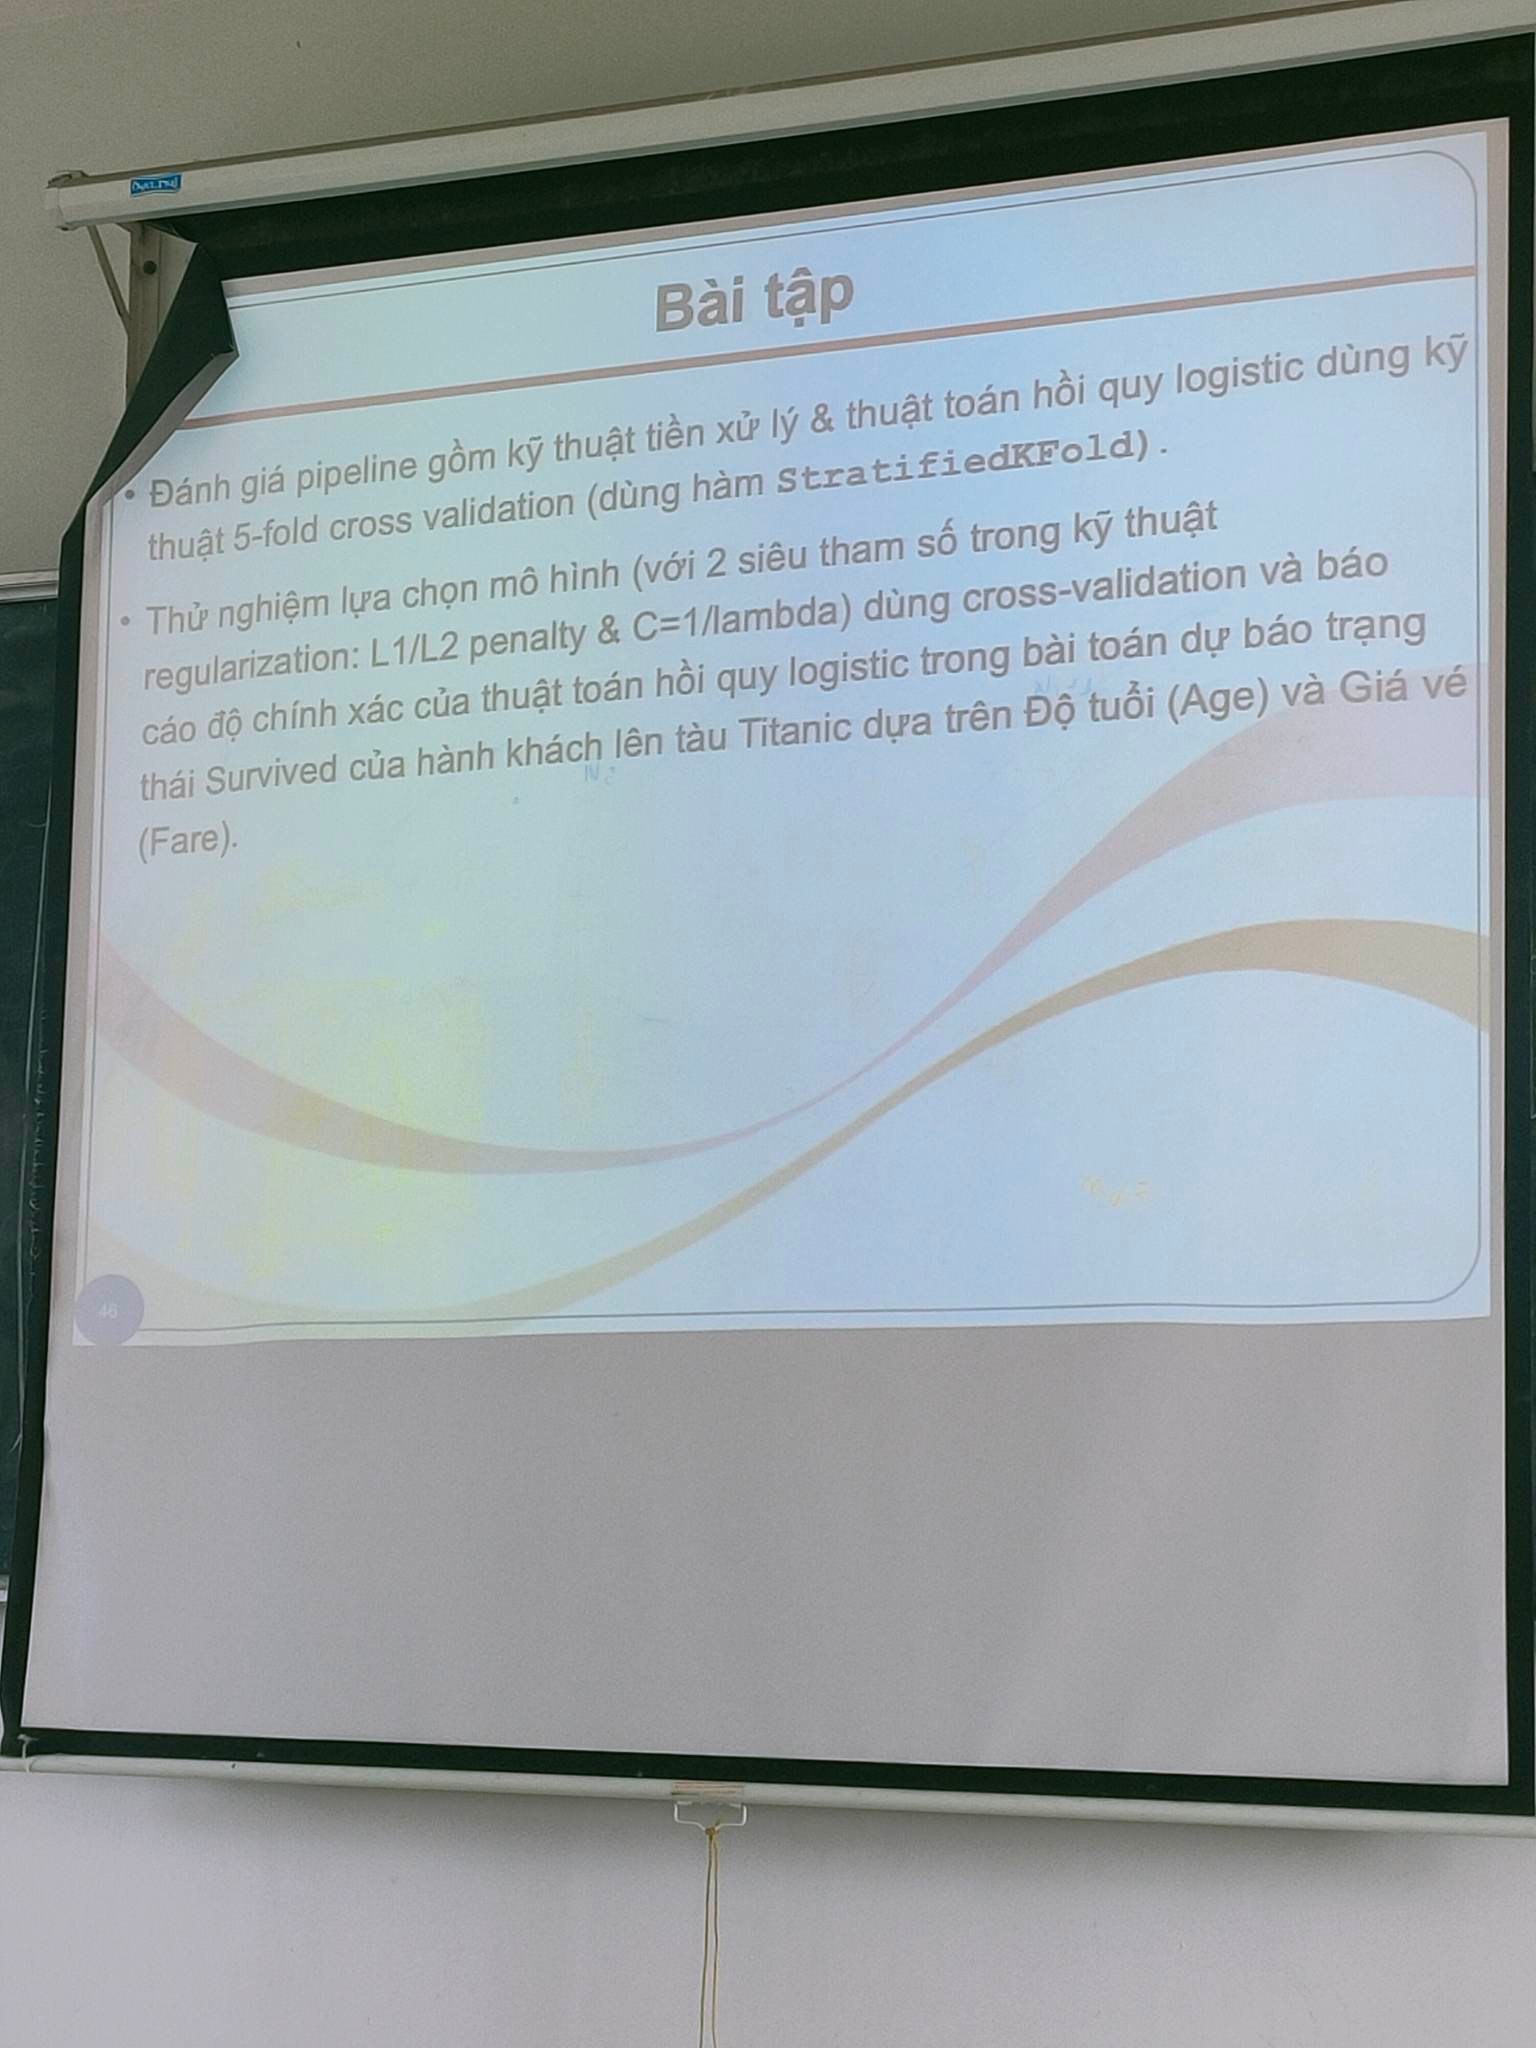 Bài tập
• Đánh giá pipeline gồm kỹ thuật tiền xử lý & thuật toán hồi quy logistic dùng kỹ
thuật 5-fold cross validation (dùng hàm StratifiedKFold).
• Thử nghiệm lựa chọn mô hình (với 2 siêu tham số trong kỹ thuật
regularization: L1/L2 penalty & C=1/lambda) dùng cross-validation và báo
cáo độ chính xác của thuật toán hồi quy logistic trong bài toán dự báo trạng
thái Survived của hành khách lên tàu Titanic dựa trên Độ tuổi (Age) và Giá vé
(Fare).
46